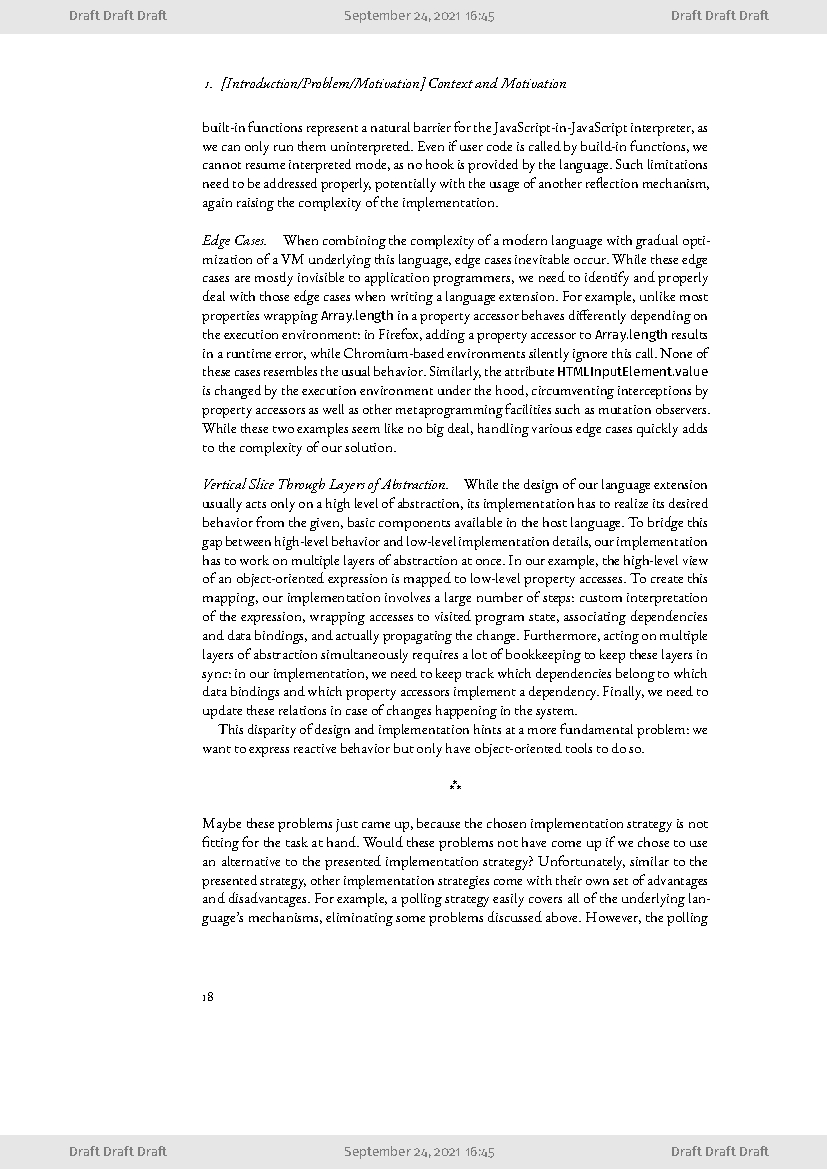 Draft Draft Draft September 24, 2021 16:45 Draft Draft Draft
1. [Introduction/Problem/Motivation] Context and Motivation
built-in functions represent a natural barrier for the JavaScript-in-JavaScript interpreter, as
we can only run them uninterpreted. Even if user code is called by build-in functions, we
cannot resume interpreted mode, as no hook is provided by the language. Such limitations
need to be addressed properly, potentially with the usage of another reflection mechanism,
again raising the complexity of the implementation.
Edge Cases. When combining the complexity of a modern language with gradual opti-
mization of a VM underlying this language, edge cases inevitable occur. While these edge
cases are mostly invisible to application programmers, we need to identify and properly
deal with those edge cases when writing a language extension. For example, unlike most
properties wrapping Array.length in a property accessor behaves differently depending on
the execution environment: in Firefox, adding a property accessor to Array.length results
in a runtime error, while Chromium-based environments silently ignore this call. None of
these cases resembles the usual behavior. Similarly, the attribute HTMLInputElement.value
is changed by the execution environment under the hood, circumventing interceptions by
property accessors as well as other metaprogramming facilities such as mutation observers.
While these two examples seem like no big deal, handling various edge cases quickly adds
to the complexity of our solution.
Vertical Slice Through Layers of Abstraction. While the design of our language extension
usually acts only on a high level of abstraction, its implementation has to realize its desired
behavior from the given, basic components available in the host language. To bridge this
gap between high-level behavior and low-level implementation details, our implementation
has to work on multiple layers of abstraction at once. In our example, the high-level view
of an object-oriented expression is mapped to low-level property accesses. To create this
mapping, our implementation involves a large number of steps: custom interpretation
of the expression, wrapping accesses to visited program state, associating dependencies
and data bindings, and actually propagating the change. Furthermore, acting on multiple
layers of abstraction simultaneously requires a lot of bookkeeping to keep these layers in
sync: in our implementation, we need to keep track which dependencies belong to which
data bindings and which property accessors implement a dependency. Finally, we need to
update these relations in case of changes happening in the system.
This disparity of design and implementation hints at a more fundamental problem: we
want to express reactive behavior but only have object-oriented tools to do so.
⁂
Maybe these problems just came up, because the chosen implementation strategy is not
fitting for the task at hand. Would these problems not have come up if we chose to use
an alternative to the presented implementation strategy? Unfortunately, similar to the
presented strategy, other implementation strategies come with their own set of advantages
and disadvantages. For example, a polling strategy easily covers all of the underlying lan-
guage's mechanisms, eliminating some problems discussed above. However, the polling
18
Draft Draft Draft September 24, 2021 16:45 Draft Draft Draft